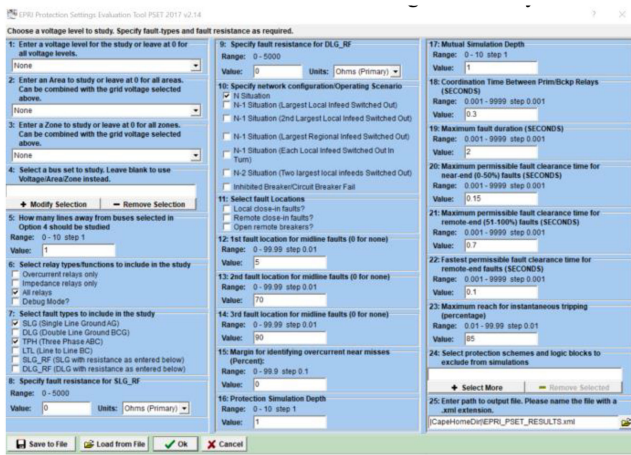 EPRI Protection Settings Evaluation Tool PSET 2017 v2.14
Choose a voltage level to study. Specify fault-types and fault resistance as required.
1: Enter a voltage level for the study or leave at 0 for
all voltage levels.
None
2: Enter an Area to study or leave at 0 for all areas.
Can be combined with the grid voltage selected
above.
None
3: Enter a Zone to study or leave at 0 for all zones.
Can be combined with the grid voltage selected
above.
None
4: Select a bus set to study. Leave blank to use
Voltage/Area/Zone instead.
+ Modify Selection
− Remove Selection
5: How many lines away from buses selected in
Option 4 should be studied
Range: 0 - 10 step 1
Value: 1
6: Select relay types/functions to include in the study
Overcurrent relays only
Impedance relays only
All relays
Debug Mode?
7: Select fault types to include in the study
SLG (Single Line Ground AG)
DLG (Double Line Ground BCG)
TPH (Three Phase ABC)
LTL (Line to Line BC)
SLG_RF (SLG with resistance as entered below)
DLG_RF (DLG with resistance as entered below)
8: Specify fault resistance for SLG_RF
Range: 0 - 5000
Value: 0 Units: Ohms (Primary)
9: Specify fault resistance for DLG_RF
Range: 0 - 5000
Value: 0 Units: Ohms (Primary)
10: Specify network configuration/Operating Scenario
N Situation
N-1 Situation (Largest Local Infeed Switched Out)
N-1 Situation (2nd Largest Local Infeed Switched Out)
N-1 Situation (Largest Regional Infeed Switched Out)
N-1 Situation (Each Local Infeed Switched Out In
Turn)
N-2 Situation (Two largest local infeeds Switched Out)
Inhibited Breaker/Circuit Breaker Fail
11: Select fault Locations
Local close-in faults?
Remote close-in faults?
Open remote breakers?
12: 1st fault location for midline faults (0 for none)
Range: 0 - 99.99 step 0.01
Value: 5
13: 2nd fault location for midline faults (0 for none)
Range: 0 - 99.99 step 0.01
Value: 70
14: 3rd fault location for midline faults (0 for none)
Range: 0 - 99.99 step 0.01
Value: 90
15: Margin for identifying overcurrent near misses
(Percent):
Range: 0 - 99.9 step 0.1
Value: 0
16: Protection Simulation Depth
Range: 0 - 10 step 1
Value: 1
17: Mutual Simulation Depth
Range: 0 - 10 step 1
Value: 1
18: Coordination Time Between Prim/Bckp Relays
(SECONDS)
Range: 0.001 - 9999 step 0.001
Value: 0.3
19: Maximum fault duration (SECONDS)
Range: 0.001 - 9999 step 0.001
Value: 2
20: Maximum permissible fault clearance time for
near-end (0-50%) faults (SECONDS)
Range: 0.001 - 9999 step 0.001
Value: 0.15
21: Maximum permissible fault clearance time for
remote-end (51-100%) faults (SECONDS)
Range: 0.001 - 9999 step 0.001
Value: 0.7
22: Fastest permissible fault clearance time for
remote-end faults (SECONDS)
Range: 0.001 - 9999 step 0.001
Value: 0.1
23: Maximum reach for instantaneous tripping
(percentage)
Range: 0.01 - 99.99 step 0.01
Value: 85
24: Select protection schemes and logic blocks to
exclude from simulations
+ Select More
− Remove Selected
25: Enter path to output file. Please name the file with a
.xml extension.
|CapeHomeDir|\EPRI_PSET_RESULTS.xml
Save to File
Load from File
Ok
Cancel